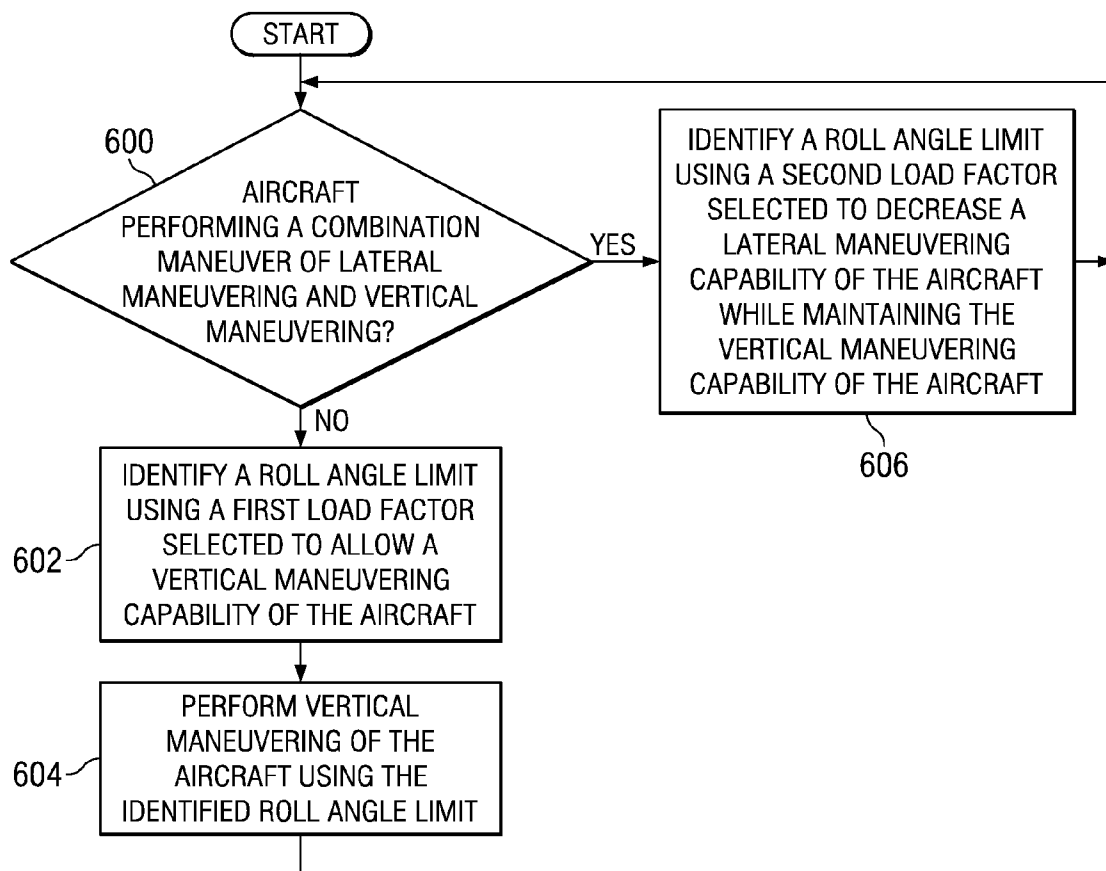 START
600
AIRCRAFT
PERFORMING A COMBINATION
MANEUVER OF LATERAL
MANEUVERING AND VERTICAL
MANEUVERING?
YES
IDENTIFY A ROLL ANGLE LIMIT
USING A SECOND LOAD FACTOR
SELECTED TO DECREASE A
LATERAL MANEUVERING
CAPABILITY OF THE AIRCRAFT
WHILE MAINTAINING THE
VERTICAL MANEUVERING
CAPABILITY OF THE AIRCRAFT
606
NO
IDENTIFY A ROLL ANGLE LIMIT
USING A FIRST LOAD FACTOR
SELECTED TO ALLOW A
VERTICAL MANEUVERING
CAPABILITY OF THE AIRCRAFT
602
PERFORM VERTICAL
MANEUVERING OF THE
AIRCRAFT USING THE
IDENTIFIED ROLL ANGLE LIMIT
604